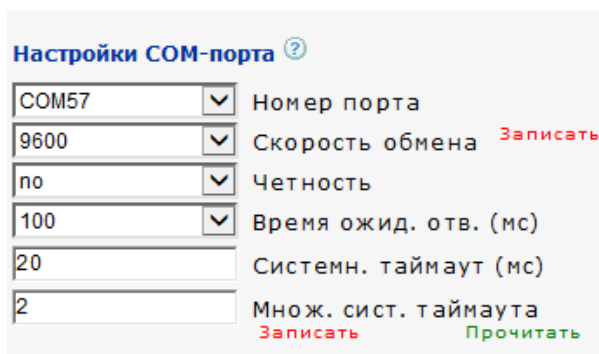 Настройки COM-порта ?
COM57 Номер порта
9600 Скорость обмена Записать
no Четность
100 Время ожид. отв. (мс)
20 Системн. таймаут (мс)
2 Множ. сист. таймаута
Записать Прочитать